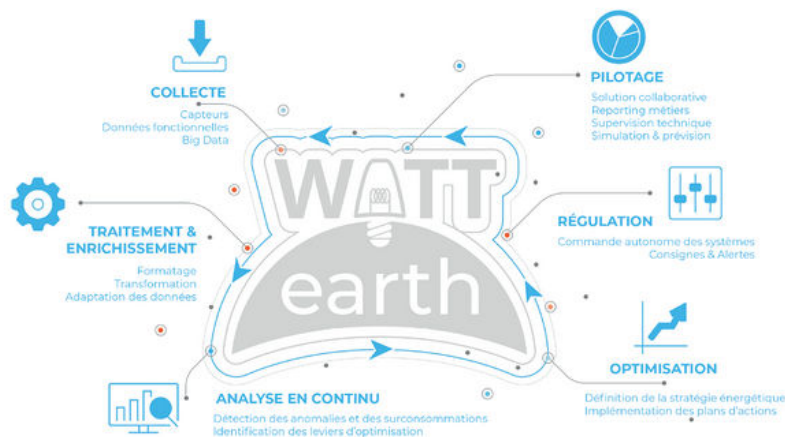 COLLECTE
Capteurs
Données fonctionnelles
Big Data
PILOTAGE
Solution collaborative
Reporting métiers
Supervision technique
Simulation & prévision
WATT
earth
TRAITEMENT &
ENRICHISSEMENT
Formatage
Transformation
Adaptation des données
RÉGULATION
Commande autonome des systèmes
Consignes & Alertes
ANALYSE EN CONTINU
Détection des anomalies et des surconsommations
Identification des leviers d'optimisation
OPTIMISATION
Définition de la stratégie énergétique
Implémentation des plans d'actions